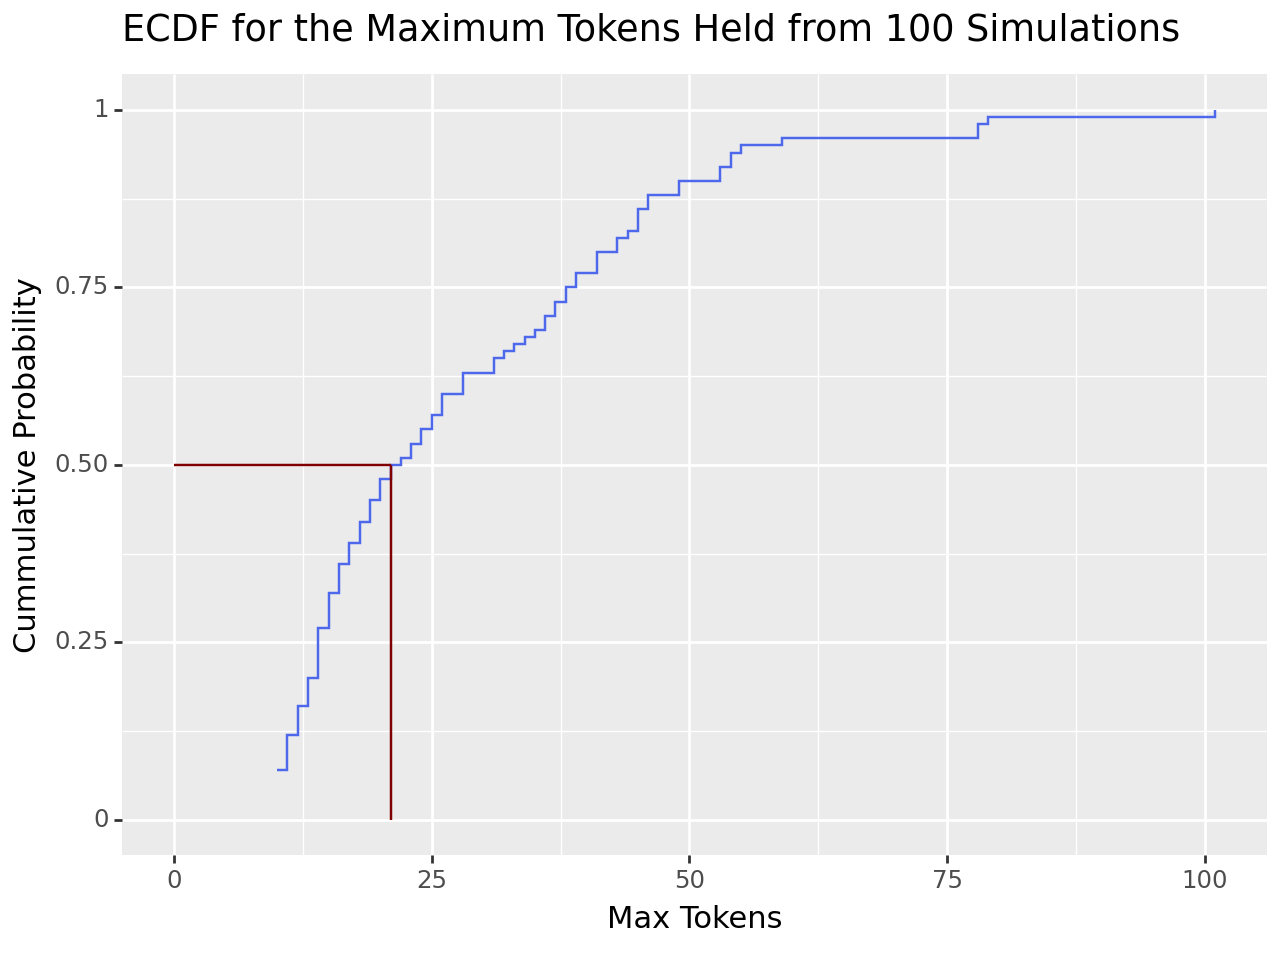 ECDF for the Maximum Tokens Held from 100 Simulations
1
0.75
0.50
0.25
0
Cummulative Probability
0 25 50 75 100
Max Tokens